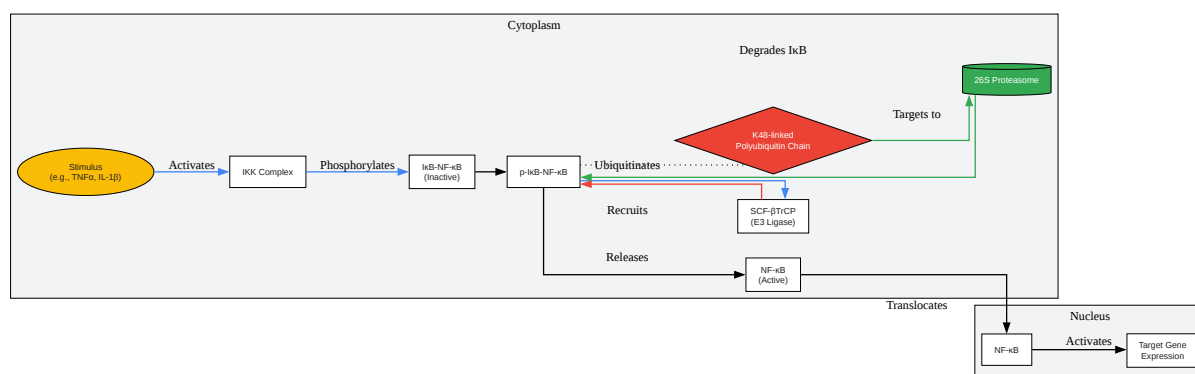 Cytoplasm
Degrades IκB
26S Proteasome
K48-linked
Polyubiquitin Chain
Targets to
Stimulus
(e.g., TNFα, IL-1β)
Activates
IKK Complex
Phosphorylates
IκB-NF-κB
(Inactive)
p-IκB-NF-κB
Ubiquitinates
Recruits
SCF-βTrCP
(E3 Ligase)
Releases
NF-κB
(Active)
Translocates
Nucleus
NF-κB
Activates
Target Gene
Expression